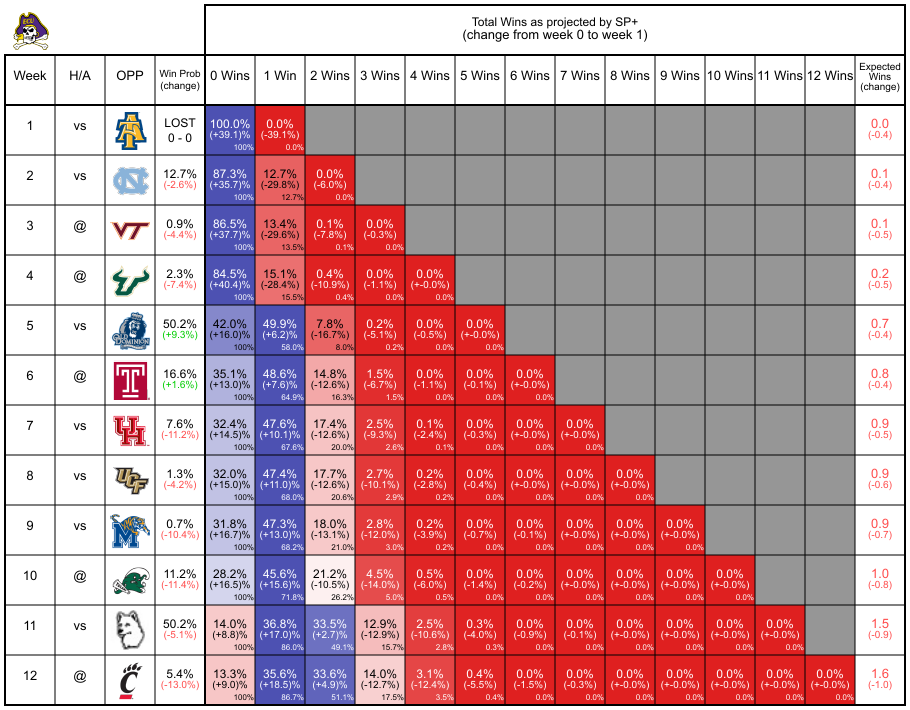 ECU
Total Wins as projected by SP+
(change from week 0 to week 1)
Week H/A OPP Win Prob (change) 0 Wins 1 Win 2 Wins 3 Wins 4 Wins 5 Wins 6 Wins 7 Wins 8 Wins 9 Wins 10 Wins 11 Wins 12 Wins Expected Wins (change)
1 vs AT LOST 100.0% 0.0% 0.0
0 - 0 (+39.1)% (-39.1)% (-0.4)
100% 0.0%
2 vs NC 12.7% 87.3% 12.7% 0.0% 0.1
(-2.6%) (+35.7)% (-29.8%) (-6.0%) (-0.4)
100% 12.7% 0.0%
3 @ VT 0.9% 86.5% 13.4% 0.1% 0.0% 0.1
(-4.4%) (+37.7)% (-29.6%) (-7.8%) (-0.3%) (-0.5)
100% 13.5% 0.1% 0.0%
4 @ 2.3% 84.5% 15.1% 0.4% 0.0% 0.0% 0.2
(-7.4%) (+40.4)% (-28.4%) (-10.9%) (-1.1%) (+-0.0%) (-0.5)
100% 15.5% 0.4% 0.0% 0.0%
5 vs OLD DOMINION 50.2% 42.0% 49.9% 7.8% 0.2% 0.0% 0.0% 0.7
(+9.3%) (+16.0)% (+6.2)% (-16.7%) (-5.1%) (-0.5%) (+-0.0%) (-0.4)
100% 58.0% 8.0% 0.2% 0.0% 0.0%
6 @ T 16.6% 35.1% 48.6% 14.8% 1.5% 0.0% 0.0% 0.0% 0.8
(+1.6%) (+13.0)% (+7.6)% (-12.6%) (-6.7%) (-1.1%) (-0.1%) (+-0.0%) (-0.4)
100% 64.9% 16.3% 1.5% 0.0% 0.0% 0.0%
7 vs UH 7.6% 32.4% 47.6% 17.4% 2.5% 0.1% 0.0% 0.0% 0.0% 0.9
(-11.2%) (+14.5)% (+10.1)% (-12.6%) (-9.3%) (-2.4%) (-0.3%) (+-0.0%) (+-0.0%) (-0.5)
100% 67.6% 20.0% 2.6% 0.1% 0.0% 0.0% 0.0%
8 vs UCF 1.3% 32.0% 47.4% 17.7% 2.7% 0.2% 0.0% 0.0% 0.0% 0.0% 0.9
(-4.2%) (+15.0)% (+11.0)% (-12.6%) (-10.1%) (-2.8%) (-0.4%) (+-0.0%) (+-0.0%) (+-0.0%) (-0.6)
100% 68.0% 20.6% 2.9% 0.2% 0.0% 0.0% 0.0% 0.0%
9 vs M 0.7% 31.8% 47.3% 18.0% 2.8% 0.2% 0.0% 0.0% 0.0% 0.0% 0.0% 0.9
(-10.4%) (+16.7)% (+13.0)% (-13.1%) (-12.0%) (-3.9%) (-0.7%) (-0.1%) (+-0.0%) (+-0.0%) (+-0.0%) (-0.7)
100% 68.2% 21.0% 3.0% 0.2% 0.0% 0.0% 0.0% 0.0% 0.0%
10 @ 11.2% 28.2% 45.6% 21.2% 4.5% 0.5% 0.0% 0.0% 0.0% 0.0% 0.0% 0.0% 1.0
(-11.4%) (+16.5)% (+15.6)% (-10.5%) (-14.0%) (-6.0%) (-1.4%) (-0.2%) (+-0.0%) (+-0.0%) (+-0.0%) (+-0.0%) (-0.8)
100% 71.8% 26.2% 5.0% 0.5% 0.0% 0.0% 0.0% 0.0% 0.0% 0.0%
11 vs 50.2% 14.0% 36.8% 33.5% 12.9% 2.5% 0.3% 0.0% 0.0% 0.0% 0.0% 0.0% 0.0% 1.5
(-5.1%) (+8.8)% (+17.0)% (+2.7)% (-12.9%) (-10.6%) (-4.0%) (-0.9%) (-0.1%) (+-0.0%) (+-0.0%) (+-0.0%) (+-0.0%) (-0.9)
100% 86.0% 49.1% 15.7% 2.8% 0.3% 0.0% 0.0% 0.0% 0.0% 0.0% 0.0%
12 @ C 5.4% 13.3% 35.6% 33.6% 14.0% 3.1% 0.4% 0.0% 0.0% 0.0% 0.0% 0.0% 0.0% 0.0% 1.6
(-13.0%) (+9.0)% (+18.5)% (+4.9)% (-12.7%) (-12.4%) (-5.5%) (-1.5%) (-0.3%) (+-0.0%) (+-0.0%) (+-0.0%) (+-0.0%) (+-0.0%) (-1.0)
100% 86.7% 51.1% 17.5% 3.5% 0.4% 0.0% 0.0% 0.0% 0.0% 0.0% 0.0% 0.0%